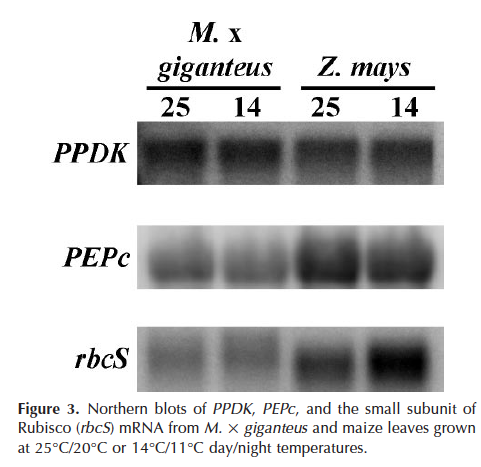 M. x
giganteus Z. mays
25 14 25 14
PPDK
PEPc
rbcS
Figure 3. Northern blots of PPDK, PEPc, and the small subunit of
Rubisco (rbcS) mRNA from M. × giganteus and maize leaves grown
at 25°C/20°C or 14°C/11°C day/night temperatures.